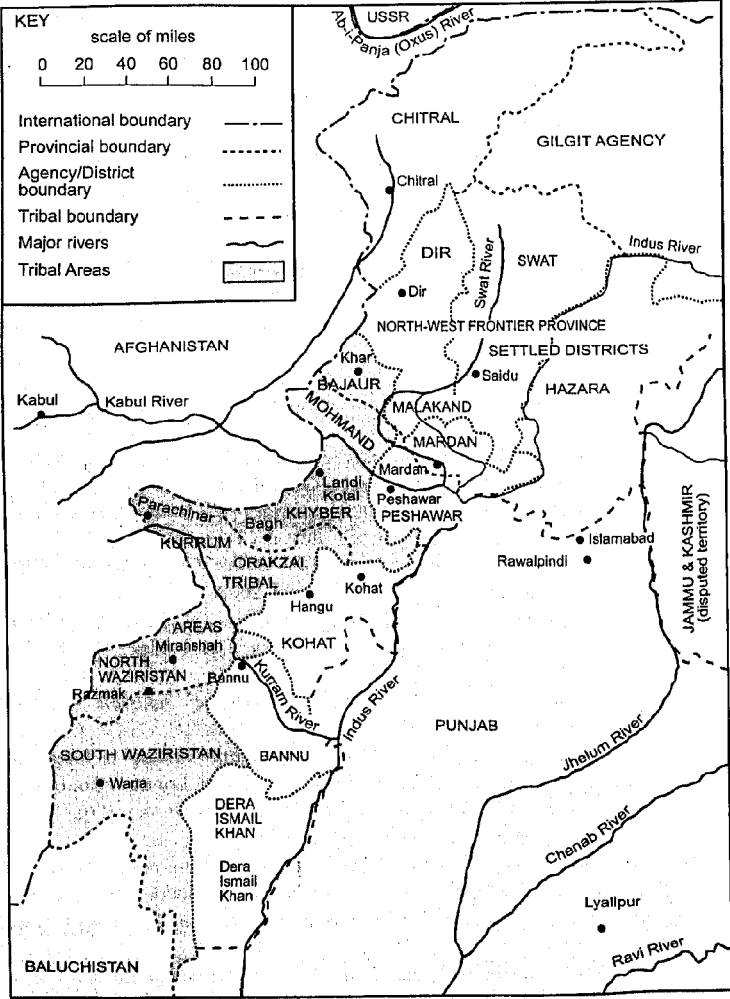 KEY
scale of miles
0 20 40 60 80 100
International boundary
Provincial boundary
Agency/District
boundary
Tribal boundary
Major rivers
Tribal Areas
USSR
Ab-i-Panja (Oxus) River
CHITRAL
GILGIT AGENCY
Chitral
DIR
Swat River
SWAT
Indus River
Dir
NORTH-WEST FRONTIER PROVINCE
SETTLED DISTRICTS
AFGHANISTAN
Khar
BAJAUR
Saidu
HAZARA
Kabul
Kabul River
MOHMAND
MALAKAND
MARDAN
Mardan
Landi
Kotal
Peshawar
KHYBER
PESHAWAR
Parachinar
Bagh
KURRUM
Islamabad
Rawalpindi
JAMMU & KASHMIR
(disputed territory)
ORAKZAI
TRIBAL
Kohat
Hangu
AREAS
KOHAT
Miranshah
NORTH
WAZIRISTAN
Bannu
Razmak
Kurram River
Indus River
PUNJAB
SOUTH WAZIRISTAN
BANNU
Jhelum River
Wana
DERA
ISMAIL
KHAN
Chenab River
Dera
Ismail
Khan
Lyallpur
BALUCHISTAN
Ravi River